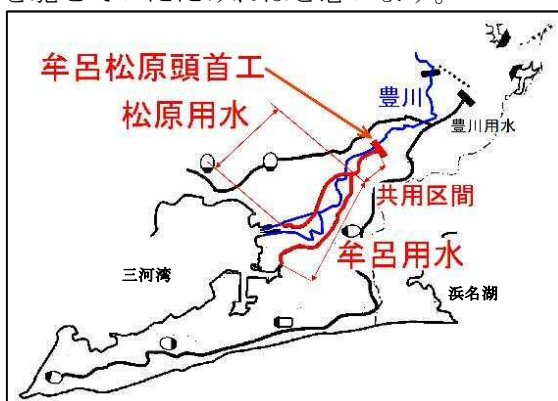 牟呂松原頭首工
豊川
松原用水
豊川用水
共用区間
牟呂用水
三河湾
浜名湖